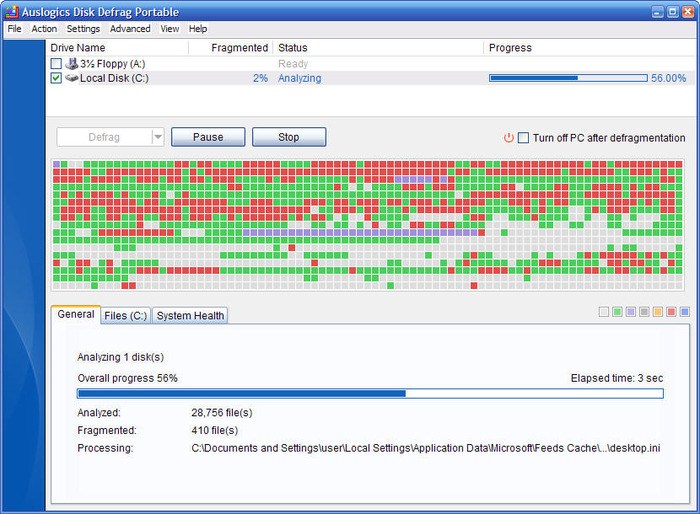 Auslogics Disk Defrag Portable
File Action Settings Advanced View Help
Drive Name Fragmented Status Progress
3½ Floppy (A:) Ready
Local Disk (C:) 2% Analyzing 56.00%
Defrag Pause Stop Turn off PC after defragmentation
General Files (C:) System Health
Analyzing 1 disk(s)
Overall progress 56% Elapsed time: 3 sec
Analyzed: 28,756 file(s)
Fragmented: 410 file(s)
Processing: C:\Documents and Settings\user\Local Settings\Application Data\Microsoft\Feeds Cache\...\desktop.ini